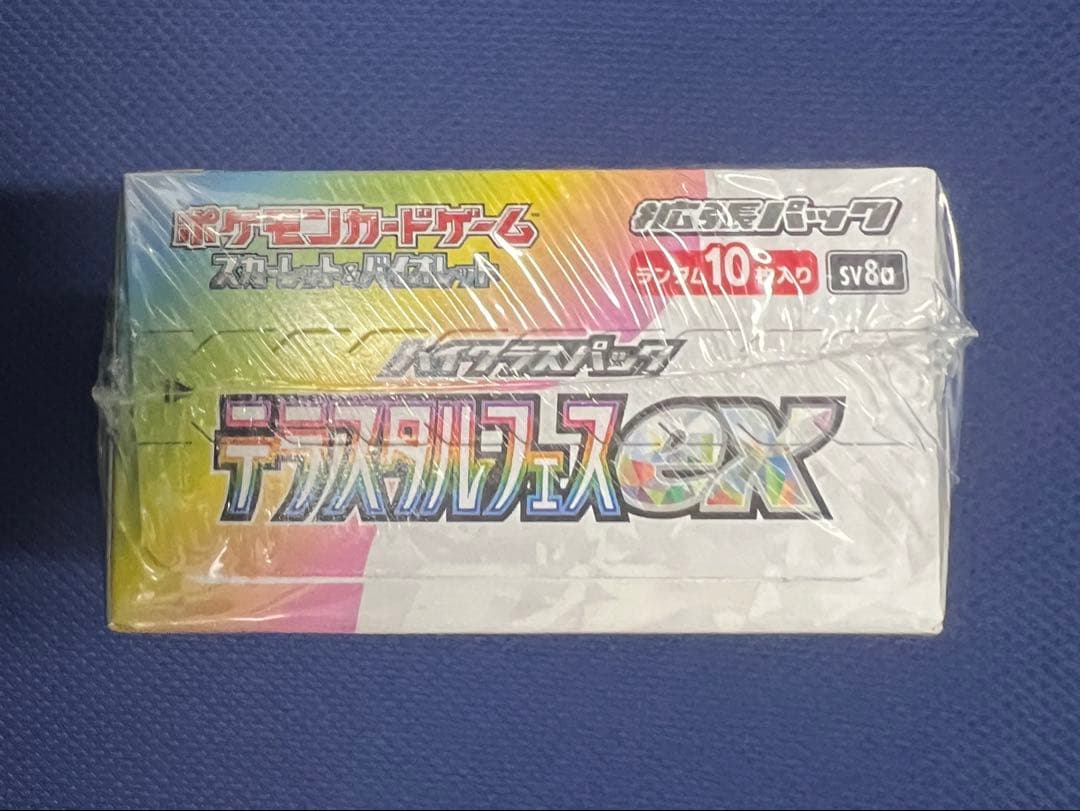 ポケモンカードゲーム™ 拡張パック
スカーレット&バイオレット ランダム10枚入り SV8a
ハイクラスパック
テラスタルフェスex